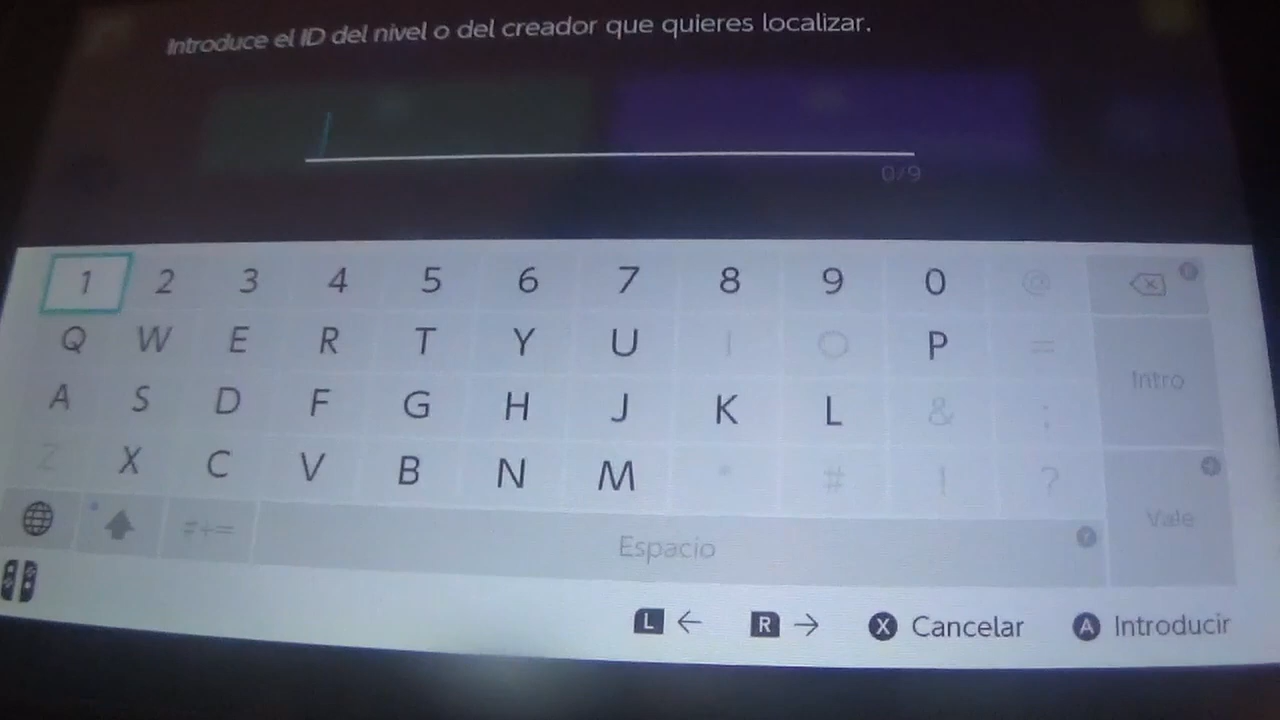 Introduce el ID del nivel o del creador que quieres localizar.
0/9
1 2 3 4 5 6 7 8 9 0 @
Q W E R T Y U I O P =
Intro
A S D F G H J K L & ;
Z X C V B N M * # ! ?
Vale
#+=
Espacio
L ← R → X Cancelar A Introducir